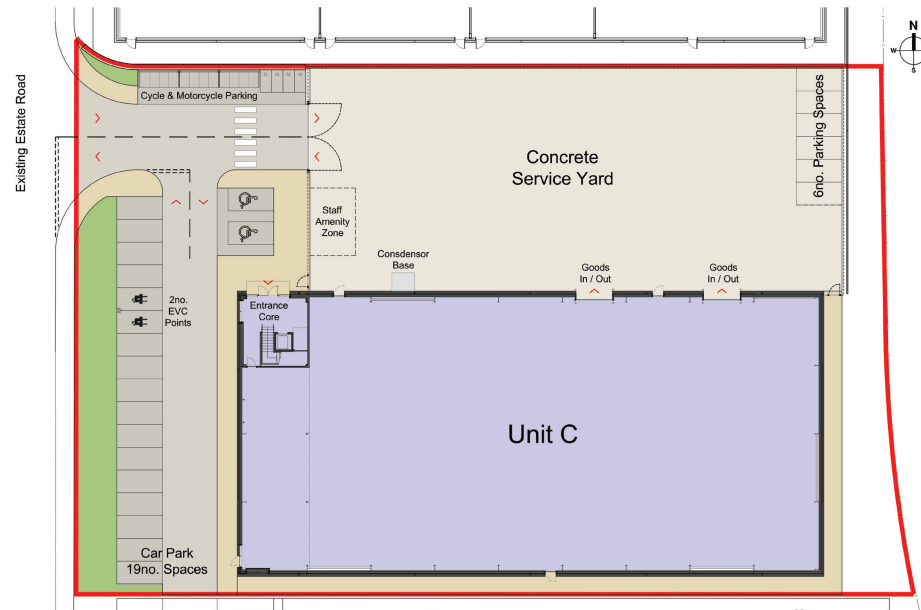 N
W
S
Existing Estate Road
Cycle & Motorcycle Parking
M
M
M
M
6no. Parking Spaces
Concrete
Service Yard
Staff
Amenity
Zone
Consdensor
Base
Goods
In / Out
Goods
In / Out
2no.
EVC
Points
Entrance
Core
Unit C
Car Park
19no. Spaces